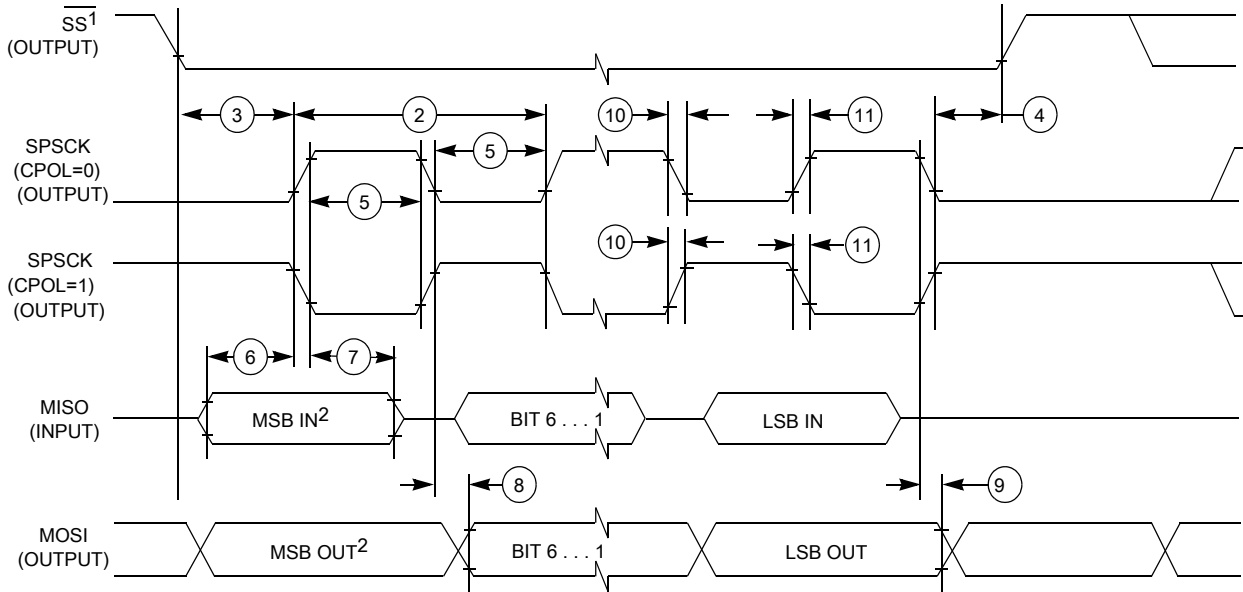 SS1
(OUTPUT)
3
2
10
11
4
SPSCK
(CPOL=0)
(OUTPUT)
5
5
10
11
SPSCK
(CPOL=1)
(OUTPUT)
6
7
MISO
(INPUT)
MSB IN2
BIT 6 . . . 1
LSB IN
8
9
MOSI
(OUTPUT)
MSB OUT2
BIT 6 . . . 1
LSB OUT